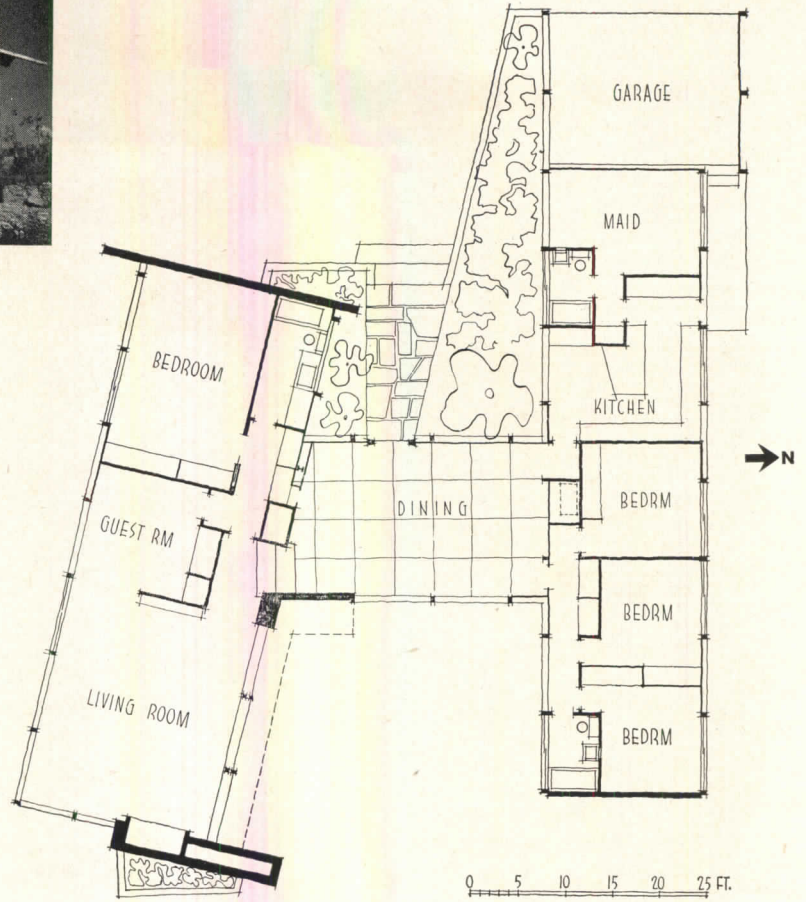 GARAGE
MAID
BEDROOM
KITCHEN
N
DINING
BEDRM
GUEST RM
BEDRM
LIVING ROOM
BEDRM
0 5 10 15 20 25 FT.